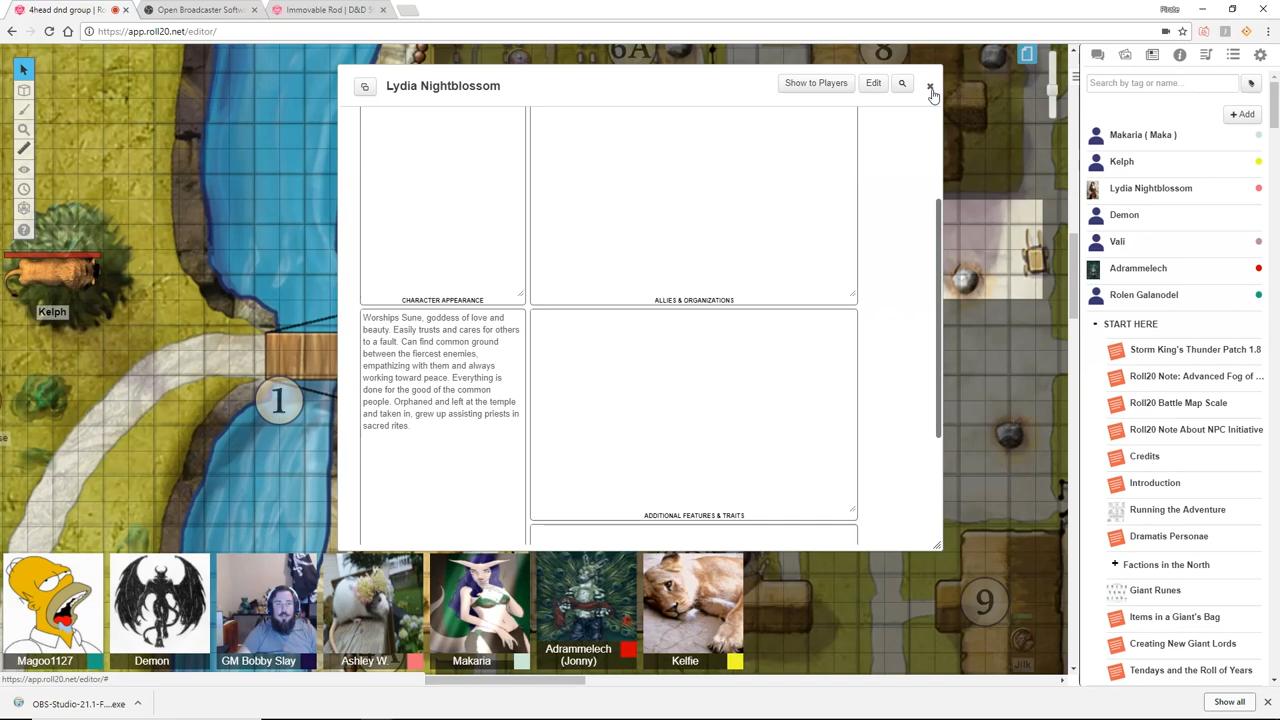 4head dnd group | Ro
Open Broadcaster Softw
Immovable Rod | D&D 5
Pirate
https://app.roll20.net/editor/
6A
8
Lydia Nightblossom
Show to Players
Edit
CHARACTER APPEARANCE
ALLIES & ORGANIZATIONS
Worships Sune, goddess of love and
beauty. Easily trusts and cares for others
to a fault. Can find common ground
between the fiercest enemies,
empathizing with them and always
working toward peace. Everything is
done for the good of the common
people. Orphaned and left at the temple
and taken in, grew up assisting priests in
sacred rites.
ADDITIONAL FEATURES & TRAITS
Kelph
1
9
Jilk
Search by tag or name...
+ Add
Makaria ( Maka )
Kelph
Lydia Nightblossom
Demon
Vali
Adrammelech
Rolen Galanodel
START HERE
Storm King's Thunder Patch 1.8
Roll20 Note: Advanced Fog of ...
Roll20 Battle Map Scale
Roll20 Note About NPC Initiative
Credits
Introduction
Running the Adventure
Dramatis Personae
Factions in the North
Giant Runes
Items in a Giant's Bag
Creating New Giant Lords
Tendays and the Roll of Years
Magoo1127
Demon
GM Bobby Slay
Ashley W.
Makaria
Adrammelech
(Jonny)
Kelfie
https://app.roll20.net/editor/#
OBS-Studio-21.1-F....exe
Show all